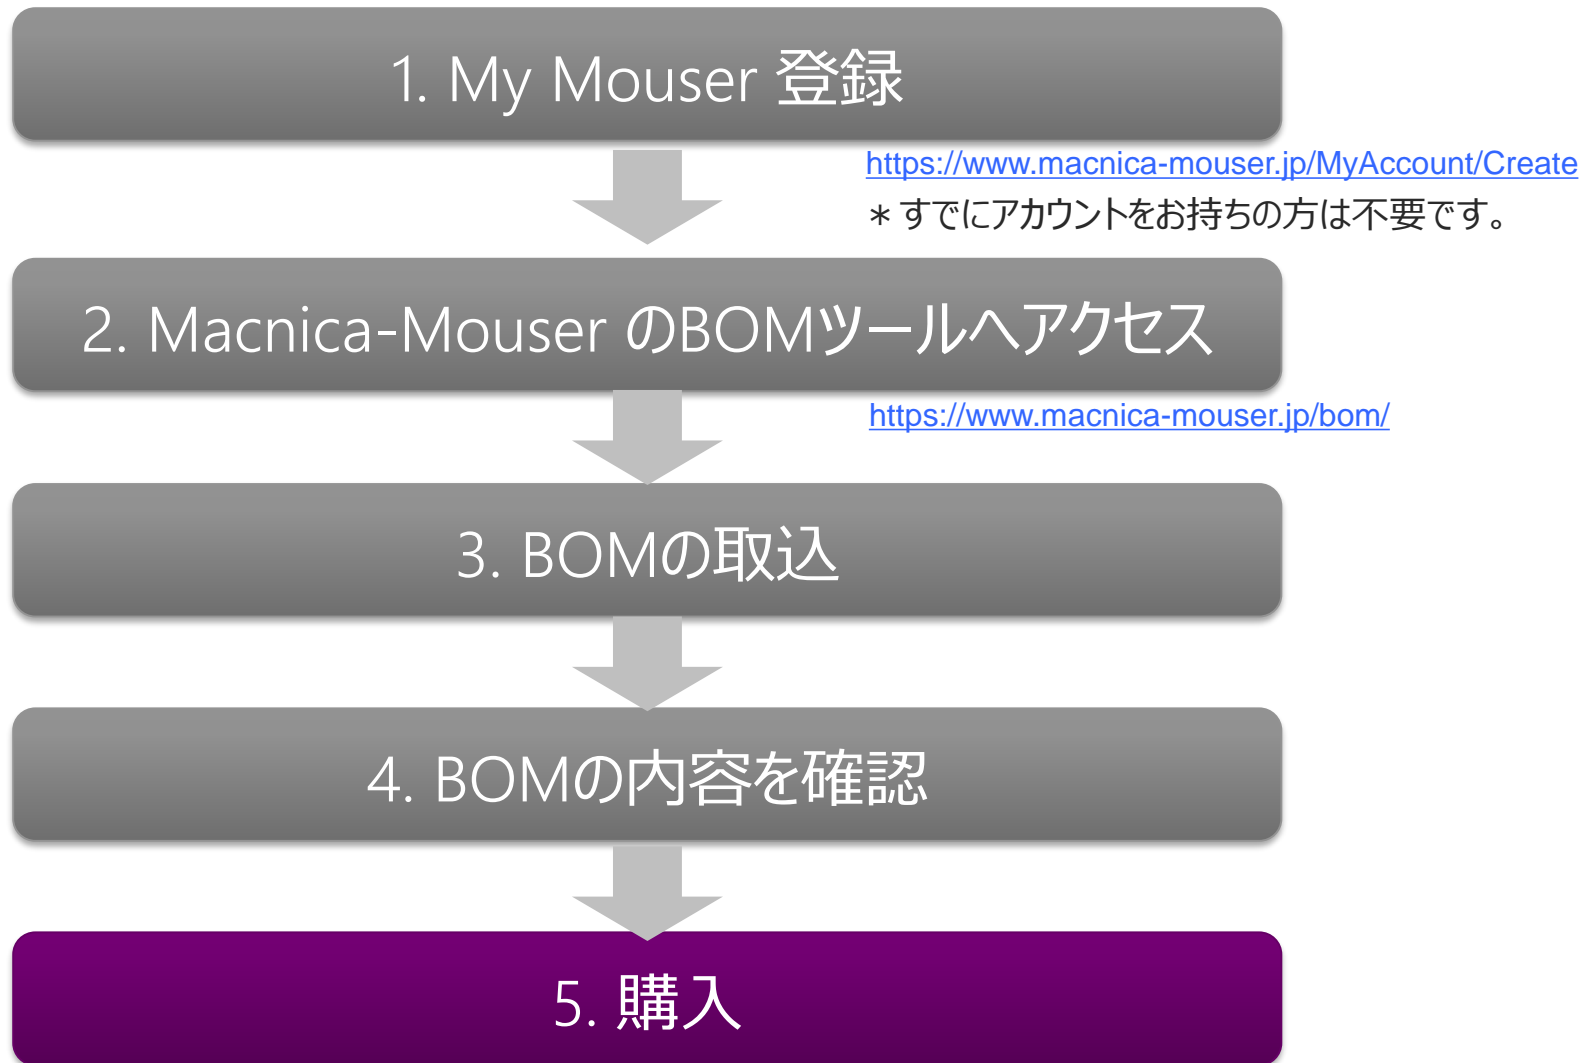 1. My Mouser 登録
https://www.macnica-mouser.jp/MyAccount/Create
＊すでにアカウントをお持ちの方は不要です。
2. Macnica-Mouser のBOMツールへアクセス
https://www.macnica-mouser.jp/bom/
3. BOMの取込
4. BOMの内容を確認
5. 購入